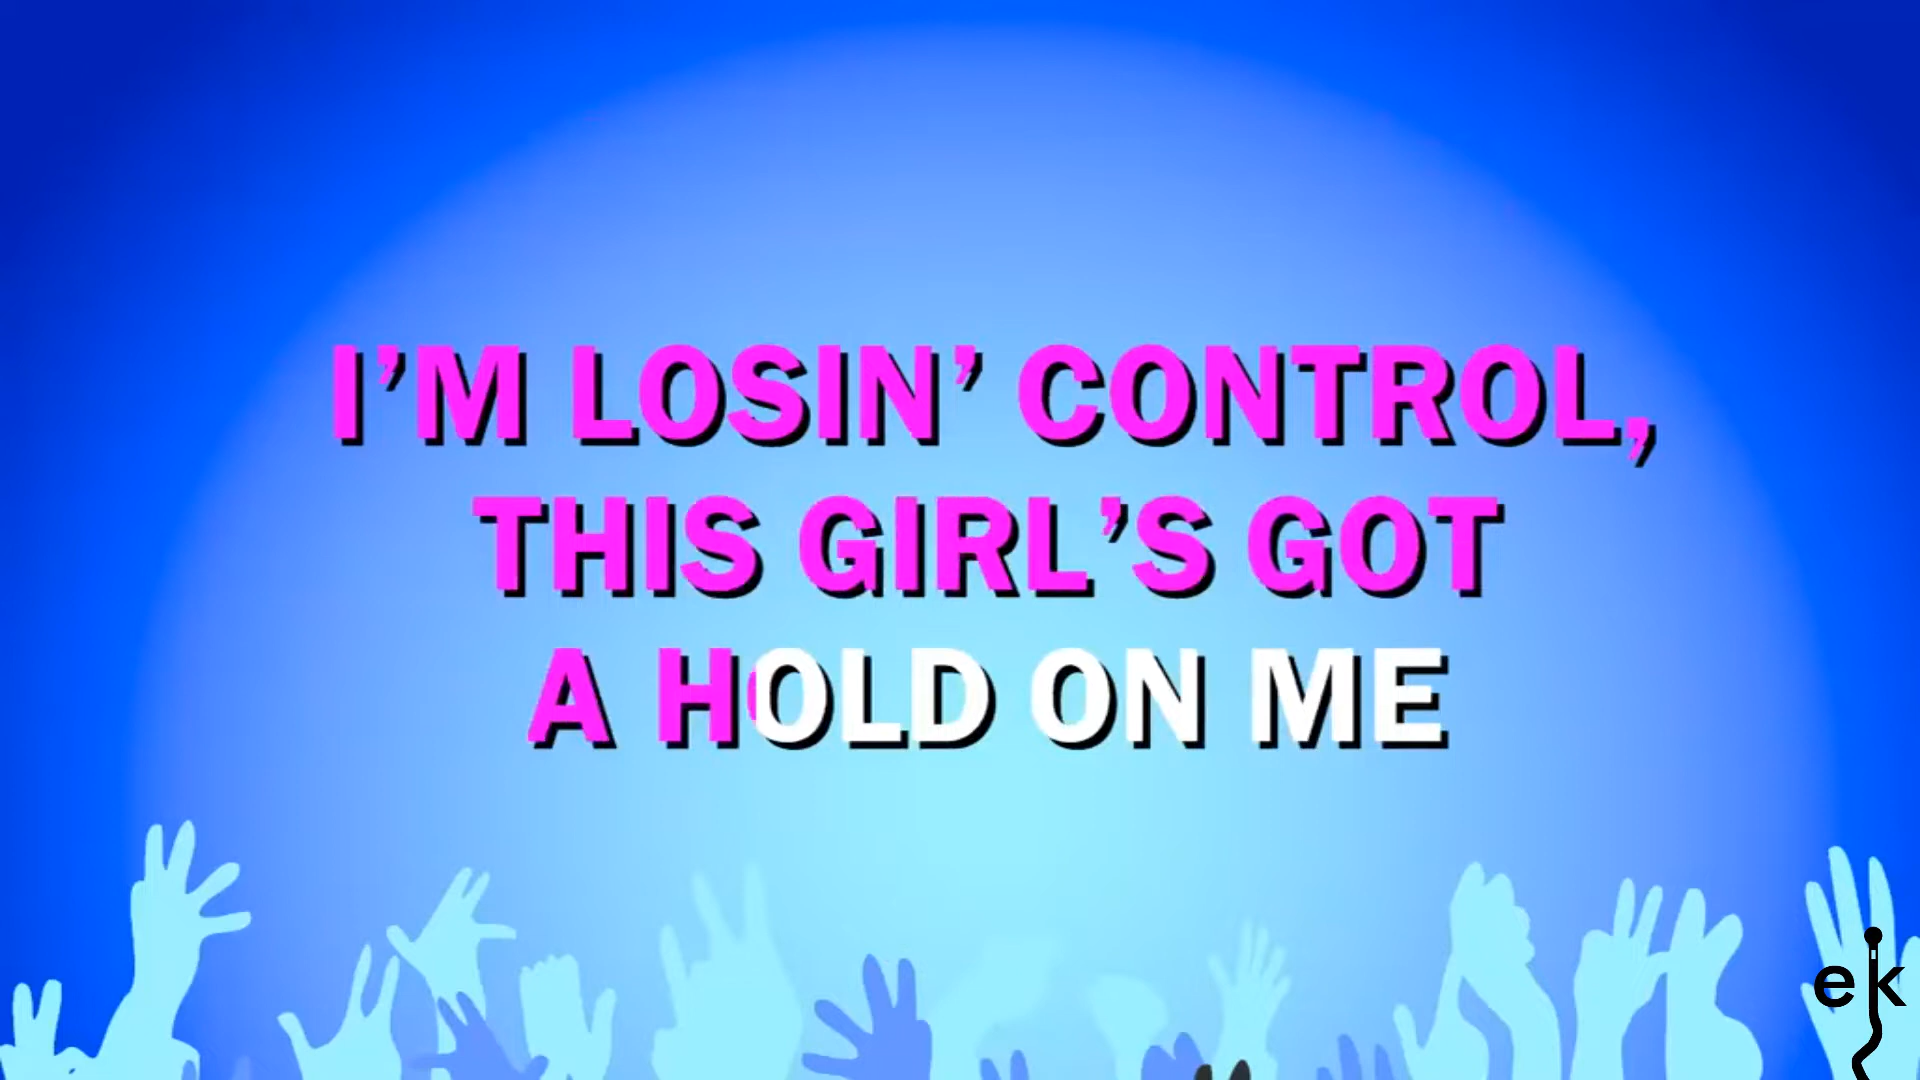 I’M LOSIN’ CONTROL,
THIS GIRL’S GOT
A HOLD ON ME
ek